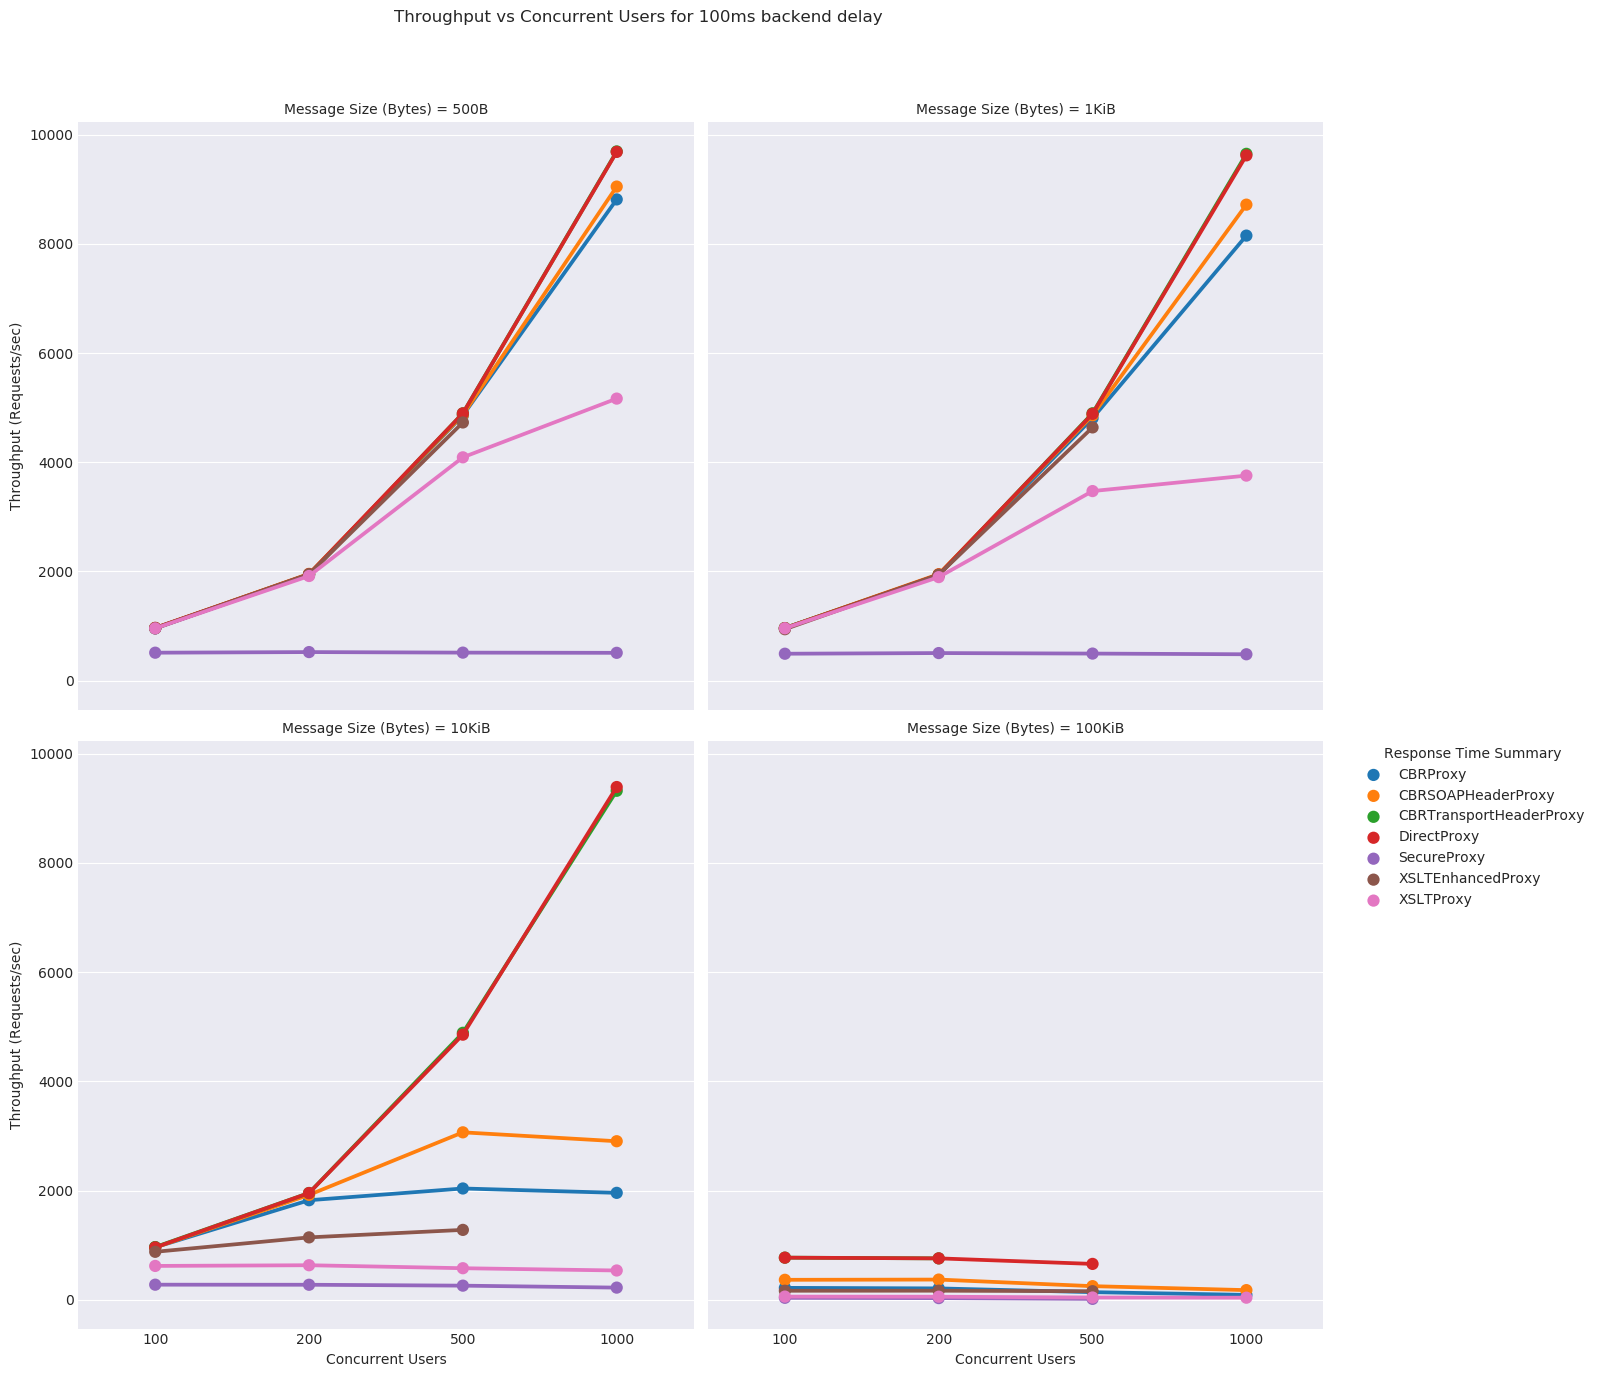 Throughput vs Concurrent Users for 100ms backend delay
Message Size (Bytes) = 500B
Message Size (Bytes) = 1KiB
10000
8000
6000
4000
2000
0
Throughput (Requests/sec)
Message Size (Bytes) = 10KiB
Message Size (Bytes) = 100KiB
10000
8000
6000
4000
2000
0
Throughput (Requests/sec)
100 200 500 1000
Concurrent Users
100 200 500 1000
Concurrent Users
Response Time Summary
CBRProxy
CBRSOAPHeaderProxy
CBRTransportHeaderProxy
DirectProxy
SecureProxy
XSLTEnhancedProxy
XSLTProxy